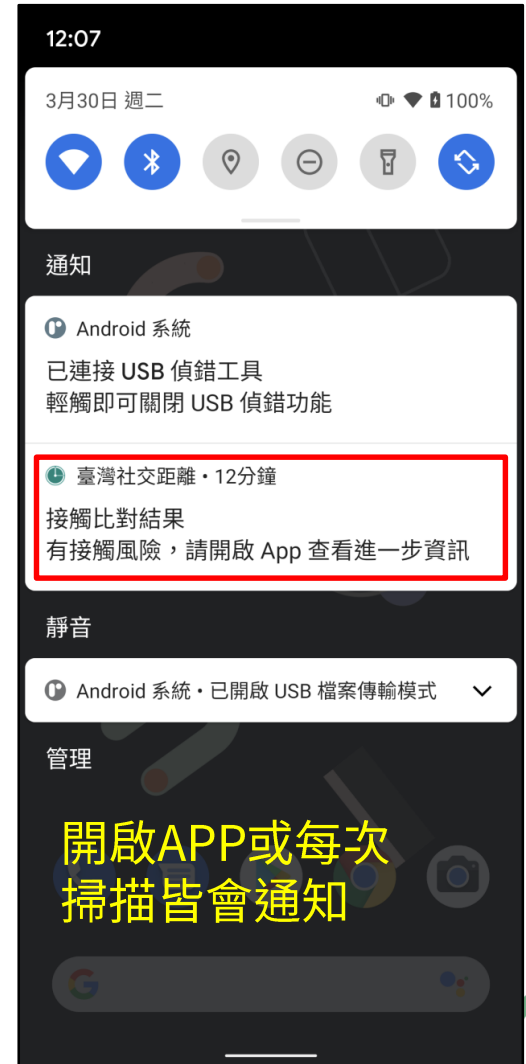 12:07
3月30日 週二
100%
通知
Android 系統
已連接 USB 偵錯工具
輕觸即可關閉 USB 偵錯功能
臺灣社交距離・12分鐘
接觸比對結果
有接觸風險，請開啟 App 查看進一步資訊
靜音
Android 系統・已開啟 USB 檔案傳輸模式
管理
開啟APP或每次
掃描皆會通知